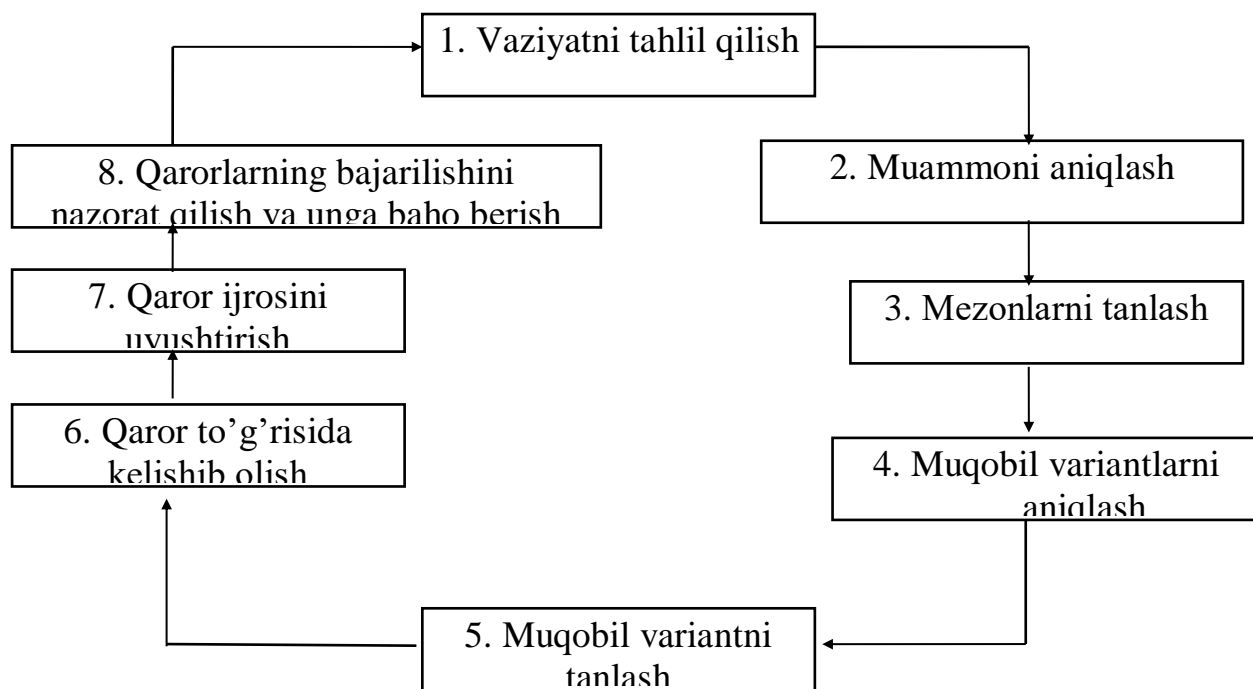 1. Vaziyatni tahlil qilish
2. Muammoni aniqlash
3. Mezonlarni tanlash
4. Muqobil variantlarni
aniqlash
5. Muqobil variantni
tanlash
6. Qaror to’g’risida
kelishib olish
7. Qaror ijrosini
uyushtirish
8. Qarorlarning bajarilishini
nazorat qilish va unga baho berish